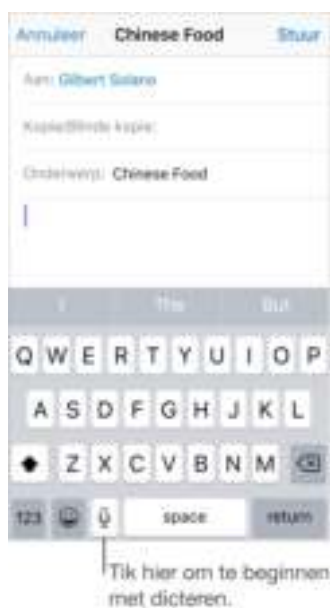 Annuleer Chinese Food Stuur
Aan: Gilbert Solano
Kopie/Blinde kopie:
Onderwerp: Chinese Food
I The But
Q W E R T Y U I O P
A S D F G H J K L
Z X C V B N M
123 space return
Tik hier om te beginnen
met dicteren.